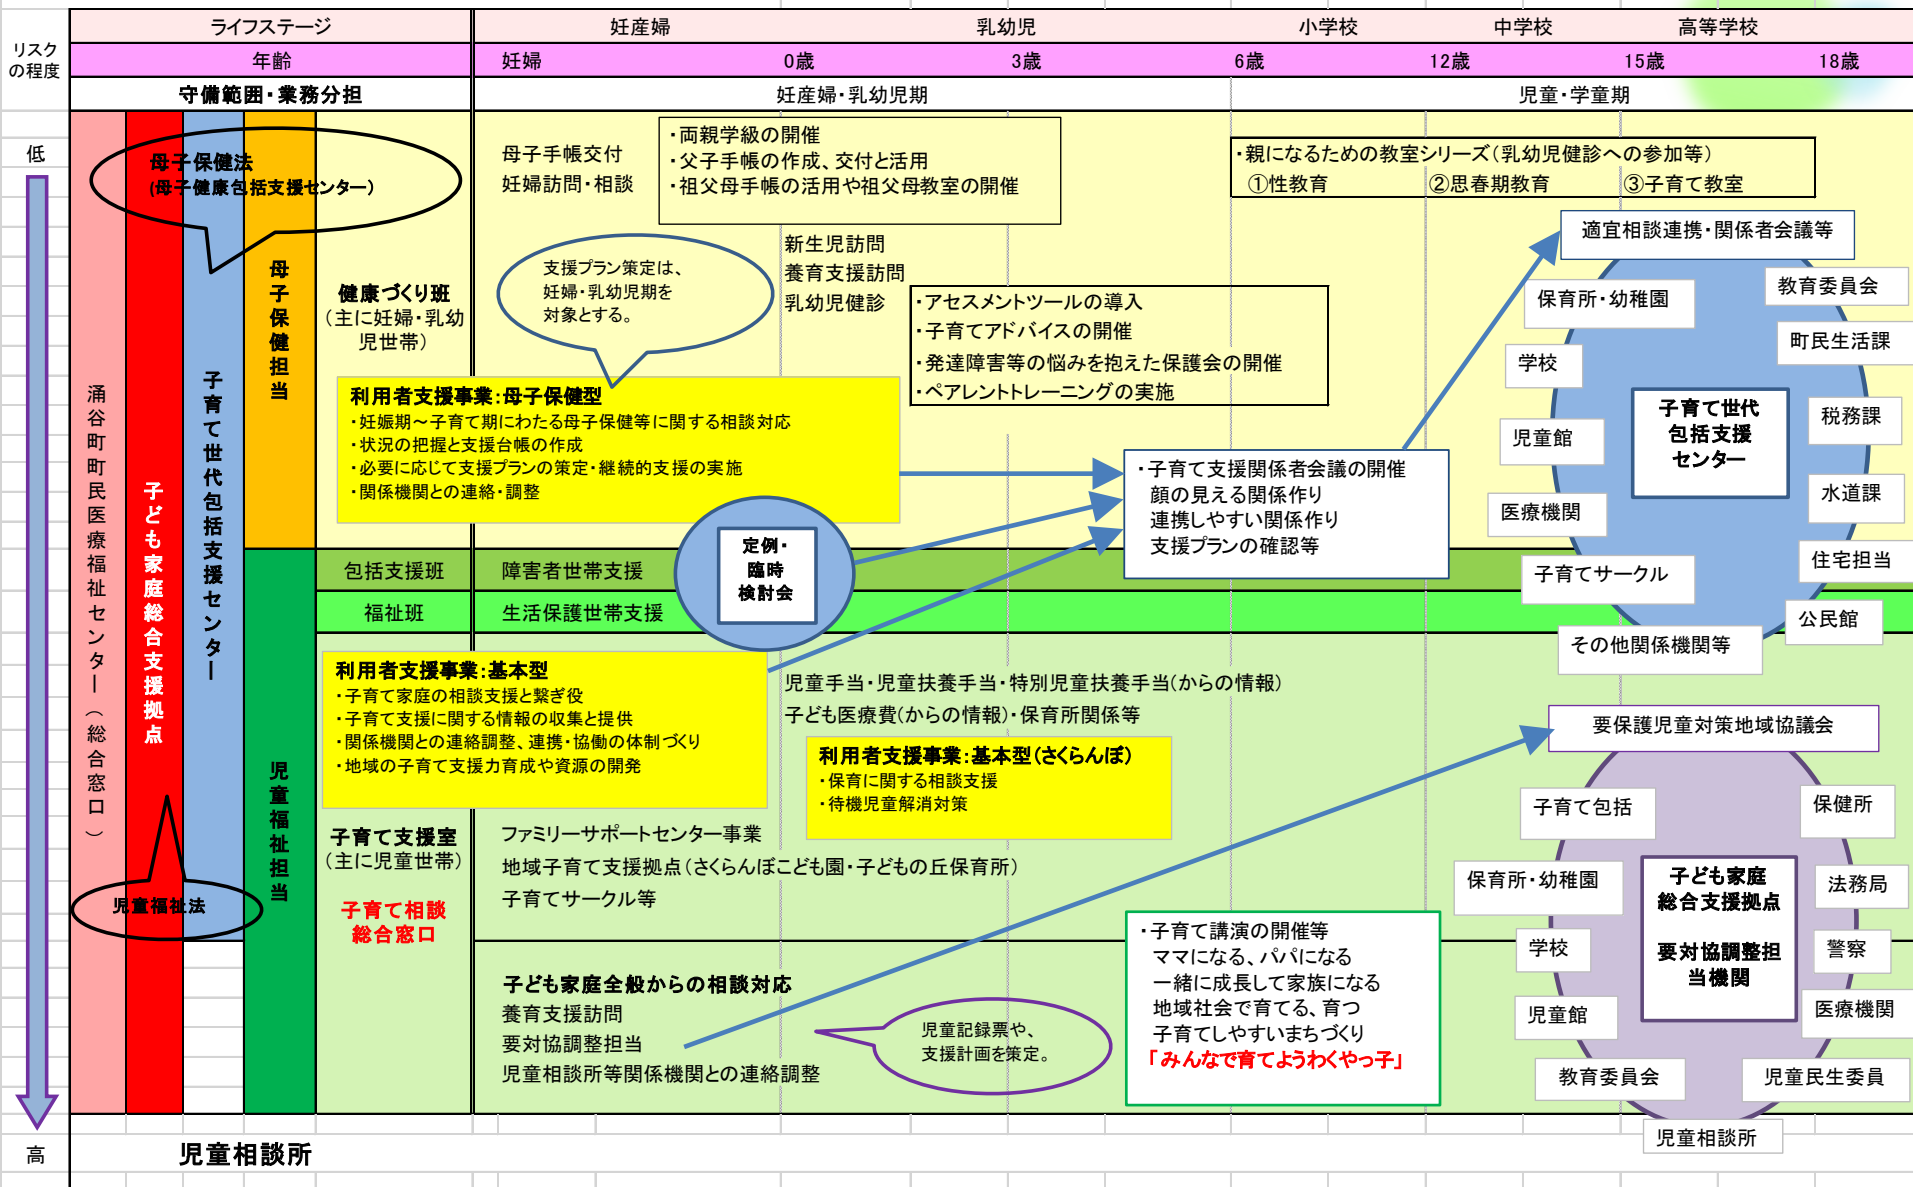 リスク
の程度
ライフステージ
妊産婦
乳幼児
小学校
中学校
高等学校
年齢
妊婦
0歳
3歳
6歳
12歳
15歳
18歳
守備範囲・業務分担
妊産婦・乳幼児期
児童・学童期
低
高
涌谷町町民医療福祉センター（総合窓口）
子ども家庭総合支援拠点
子育て世代包括支援センター
母子保健担当
児童福祉担当
母子保健法
(母子健康包括支援センター）
児童福祉法
健康づくり班
（主に妊婦・乳幼
児世帯）
母子手帳交付
妊婦訪問・相談
・両親学級の開催
・父子手帳の作成、交付と活用
・祖父母手帳の活用や祖父母教室の開催
・親になるための教室シリーズ（乳幼児健診への参加等）
①性教育
②思春期教育
③子育て教室
新生児訪問
養育支援訪問
乳幼児健診
支援プラン策定は、
妊婦・乳幼児期を
対象とする。
・アセスメントツールの導入
・子育てアドバイスの開催
・発達障害等の悩みを抱えた保護会の開催
・ペアレントトレーニングの実施
利用者支援事業：母子保健型
・妊娠期～子育て期にわたる母子保健等に関する相談対応
・状況の把握と支援台帳の作成
・必要に応じて支援プランの策定・継続的支援の実施
・関係機関との連絡・調整
定例・
臨時
検討会
・子育て支援関係者会議の開催
顔の見える関係作り
連携しやすい関係作り
支援プランの確認等
包括支援班
障害者世帯支援
福祉班
生活保護世帯支援
利用者支援事業：基本型
・子育て家庭の相談支援と繋ぎ役
・子育て支援に関する情報の収集と提供
・関係機関との連絡調整、連携・協働の体制づくり
・地域の子育て支援力育成や資源の開発
児童手当・児童扶養手当・特別児童扶養手当(からの情報)
子ども医療費(からの情報)・保育所関係等
利用者支援事業：基本型（さくらんぼ）
・保育に関する相談支援
・待機児童解消対策
子育て支援室
（主に児童世帯）
子育て相談
総合窓口
ファミリーサポートセンター事業
地域子育て支援拠点（さくらんぼこども園・子どもの丘保育所）
子育てサークル等
子ども家庭全般からの相談対応
養育支援訪問
要対協調整担当
児童相談所等関係機関との連絡調整
児童記録票や、
支援計画を策定。
・子育て講演の開催等
ママになる、パパになる
一緒に成長して家族になる
地域社会で育てる、育つ
子育てしやすいまちづくり
「みんなで育てようわくやっ子」
適宜相談連携・関係者会議等
保育所・幼稚園
教育委員会
町民生活課
学校
税務課
子育て世代
包括支援
センター
児童館
水道課
医療機関
住宅担当
子育てサークル
公民館
その他関係機関等
要保護児童対策地域協議会
子育て包括
保健所
保育所・幼稚園
法務局
子ども家庭
総合支援拠点
要対協調整担
当機関
学校
警察
児童館
医療機関
教育委員会
児童民生委員
児童相談所
児童相談所